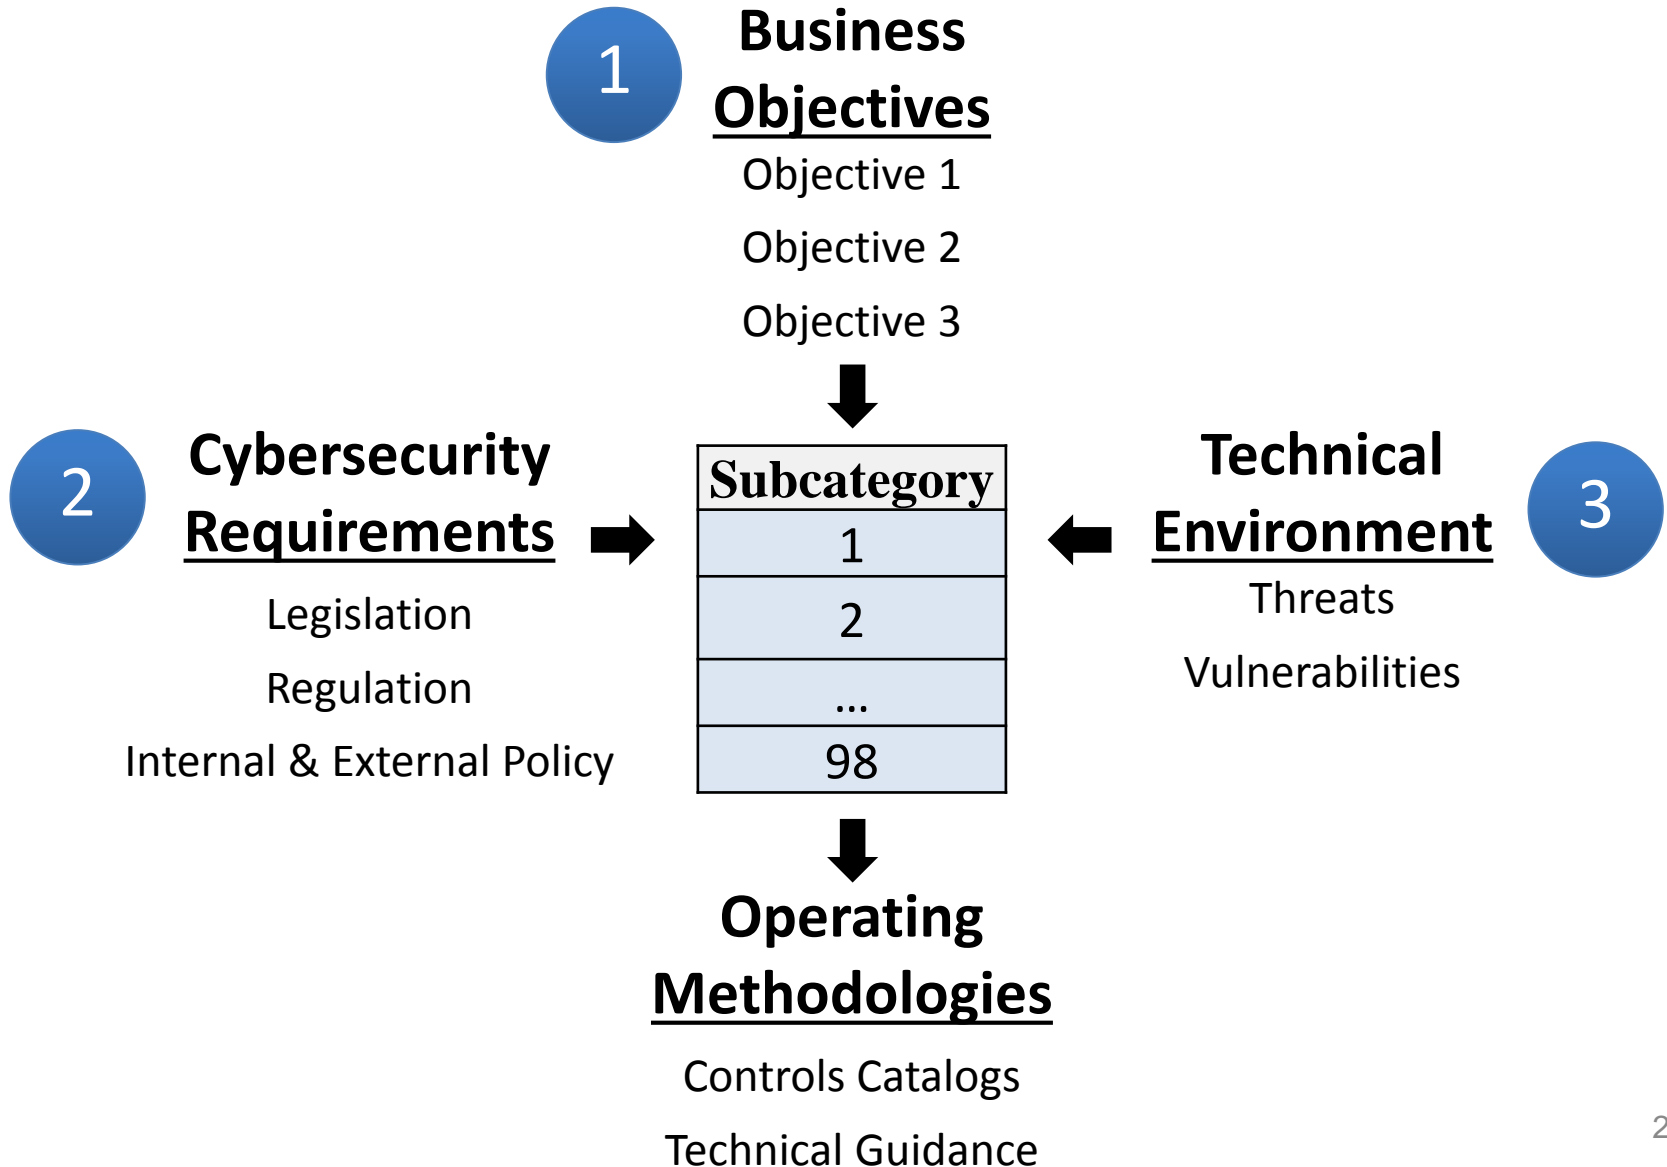 1
Business
Objectives
Objective 1
Objective 2
Objective 3
2
Cybersecurity
Requirements
Legislation
Regulation
Internal & External Policy
Subcategory
1
2
...
98
Technical
Environment
3
Threats
Vulnerabilities
Operating
Methodologies
Controls Catalogs
Technical Guidance
2